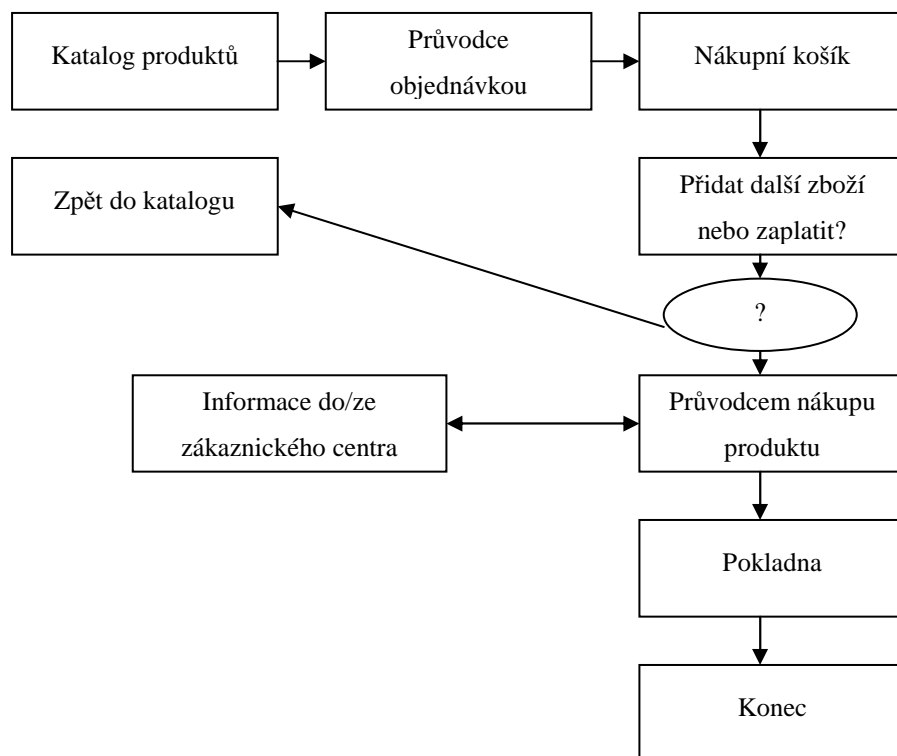 Katalog produktů
Průvodce
objednávkou
Nákupní košík
Zpět do katalogu
Přidat další zboží
nebo zaplatit?
?
Informace do/ze
zákaznického centra
Průvodcem nákupu
produktu
Pokladna
Konec